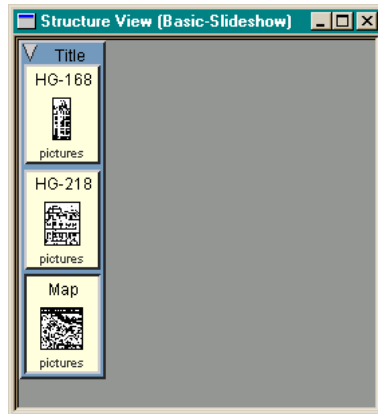 Structure View (Basic-Slideshow)
Title
HG-168
pictures
HG-218
pictures
Map
pictures